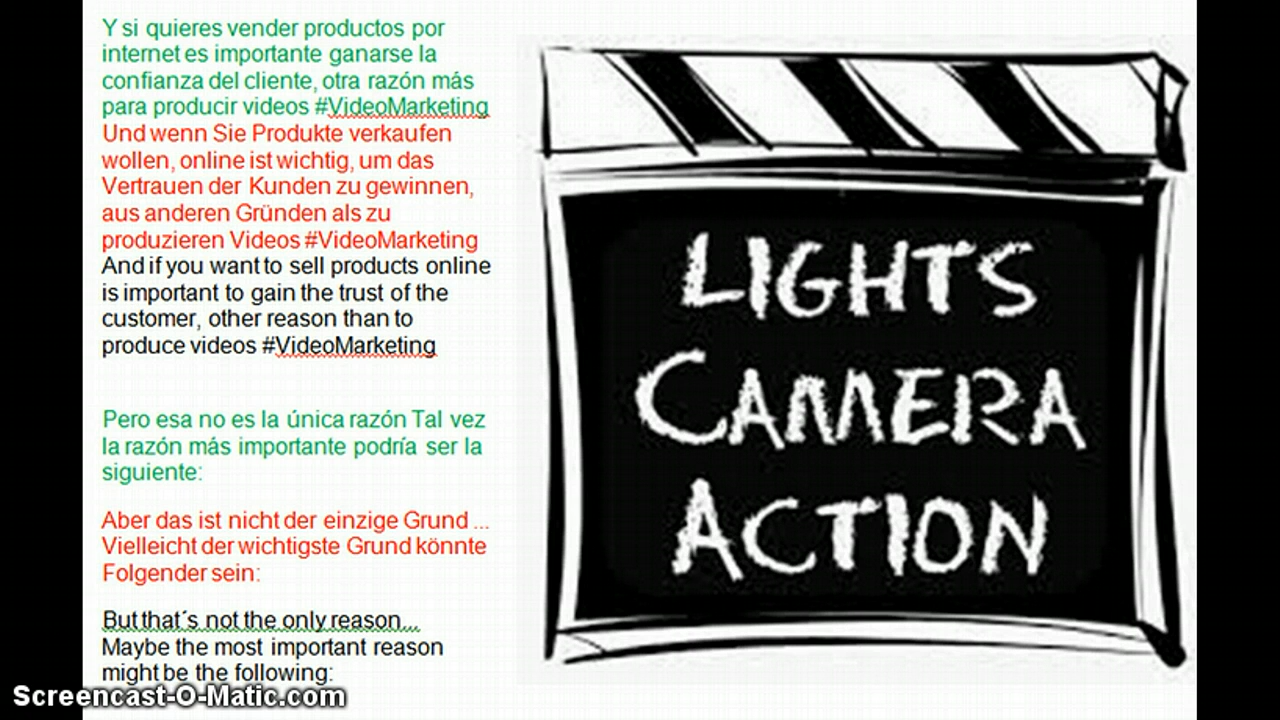 Y si quieres vender productos por
internet es importante ganarse la
confianza del cliente, otra razón más
para producir videos #VideoMarketing
Und wenn Sie Produkte verkaufen
wollen, online ist wichtig, um das
Vertrauen der Kunden zu gewinnen,
aus anderen Gründen als zu
produzieren Videos #VideoMarketing
And if you want to sell products online
is important to gain the trust of the
customer, other reason than to
produce videos #VideoMarketing
Pero esa no es la única razón Tal vez
la razón más importante podría ser la
siguiente:
Aber das ist nicht der einzige Grund ...
Vielleicht der wichtigste Grund könnte
Folgender sein:
But that´s not the only reason...
Maybe the most important reason
might be the following:
LIGHTS
CAMERA
ACTION
Screencast-O-Matic.com